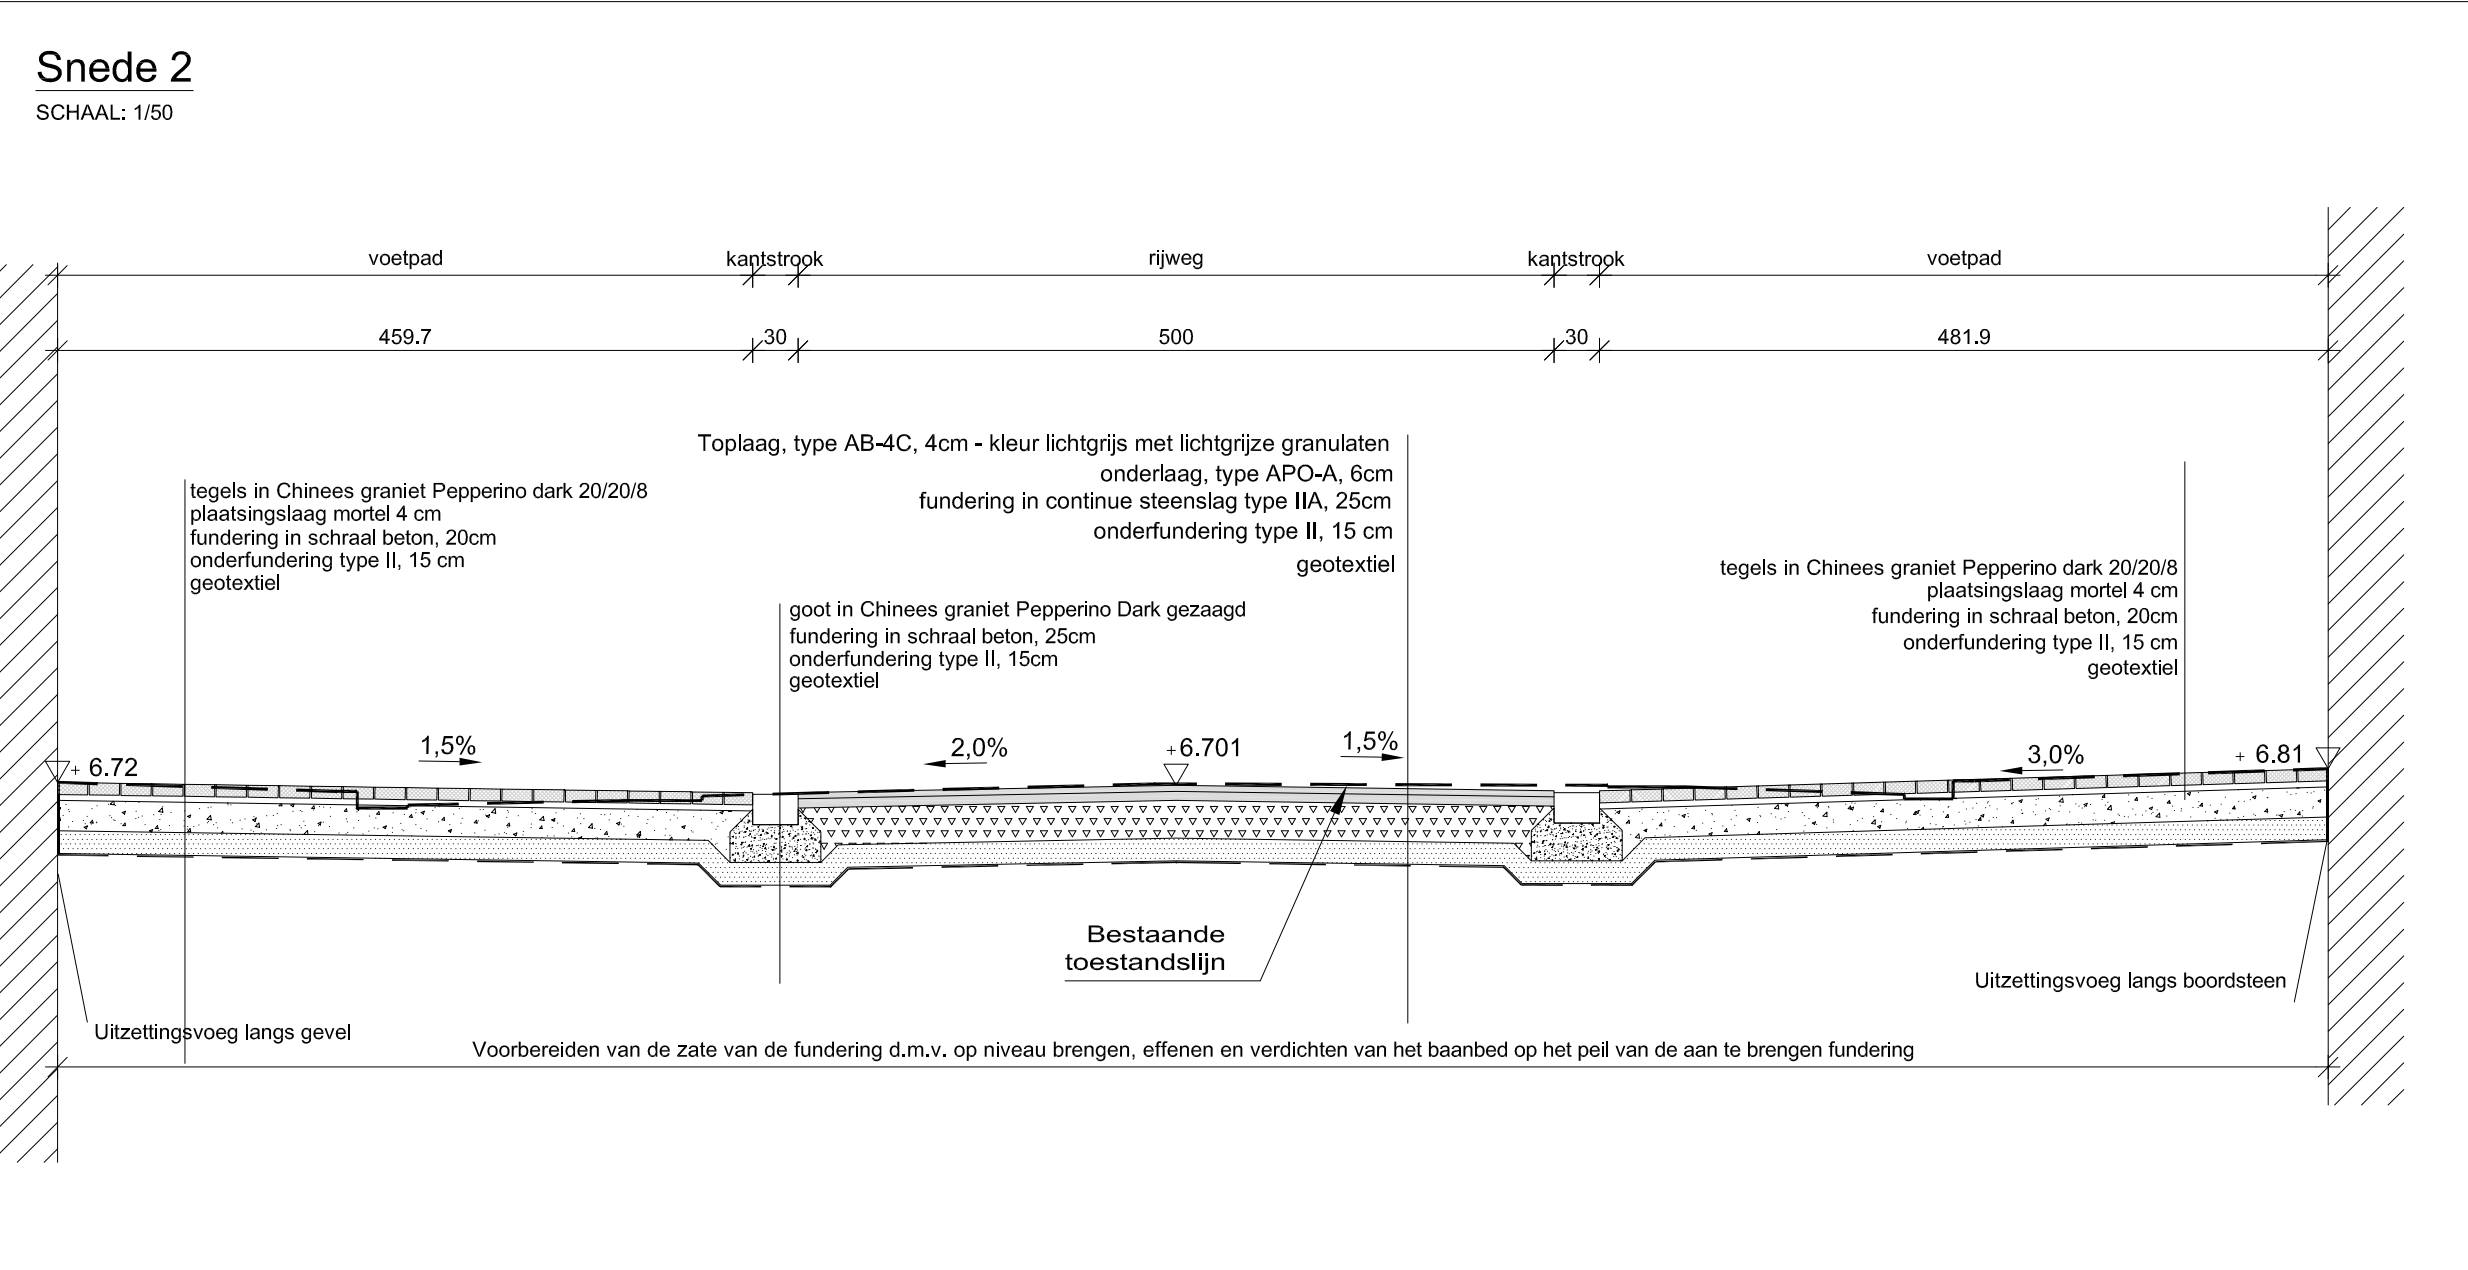 Snede 2
SCHAAL: 1/50
voetpad
kantstrook
rijweg
kantstrook
voetpad
459.7
30
500
30
481.9
Toplaag, type AB-4C, 4cm - kleur lichtgrijs met lichtgrijze granulaten
onderlaag, type APO-A, 6cm
fundering in continue steenslag type IIA, 25cm
onderfundering type II, 15 cm
geotextiel
tegels in Chinees graniet Pepperino dark 20/20/8
plaatsingslaag mortel 4 cm
fundering in schraal beton, 20cm
onderfundering type II, 15 cm
geotextiel
tegels in Chinees graniet Pepperino dark 20/20/8
plaatsingslaag mortel 4 cm
fundering in schraal beton, 20cm
onderfundering type II, 15 cm
geotextiel
goot in Chinees graniet Pepperino Dark gezaagd
fundering in schraal beton, 25cm
onderfundering type II, 15cm
geotextiel
+ 6.72
1,5%
2,0%
+6.701
1,5%
3,0%
+ 6.81
Bestaande
toestandslijn
Uitzettingsvoeg langs boordsteen
Uitzettingsvoeg langs gevel
Voorbereiden van de zate van de fundering d.m.v. op niveau brengen, effenen en verdichten van het baanbed op het peil van de aan te brengen fundering